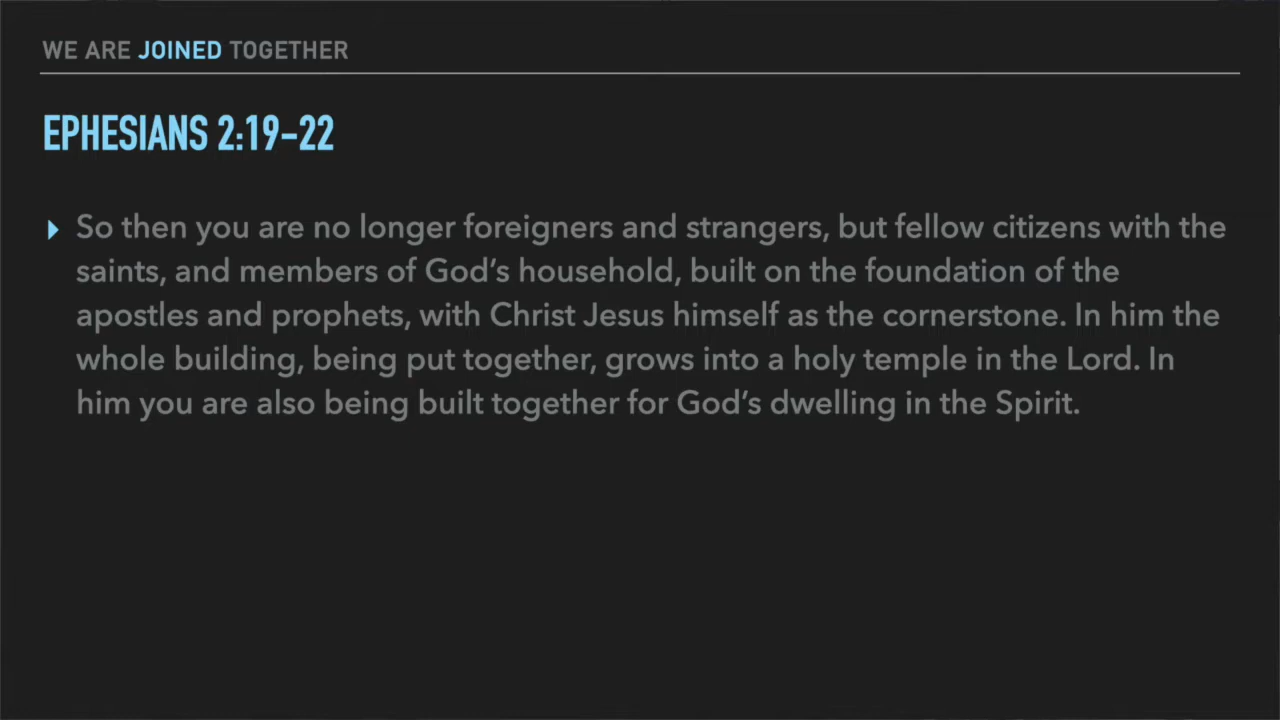 WE ARE JOINED TOGETHER
EPHESIANS 2:19-22
So then you are no longer foreigners and strangers, but fellow citizens with the
saints, and members of God’s household, built on the foundation of the
apostles and prophets, with Christ Jesus himself as the cornerstone. In him the
whole building, being put together, grows into a holy temple in the Lord. In
him you are also being built together for God’s dwelling in the Spirit.